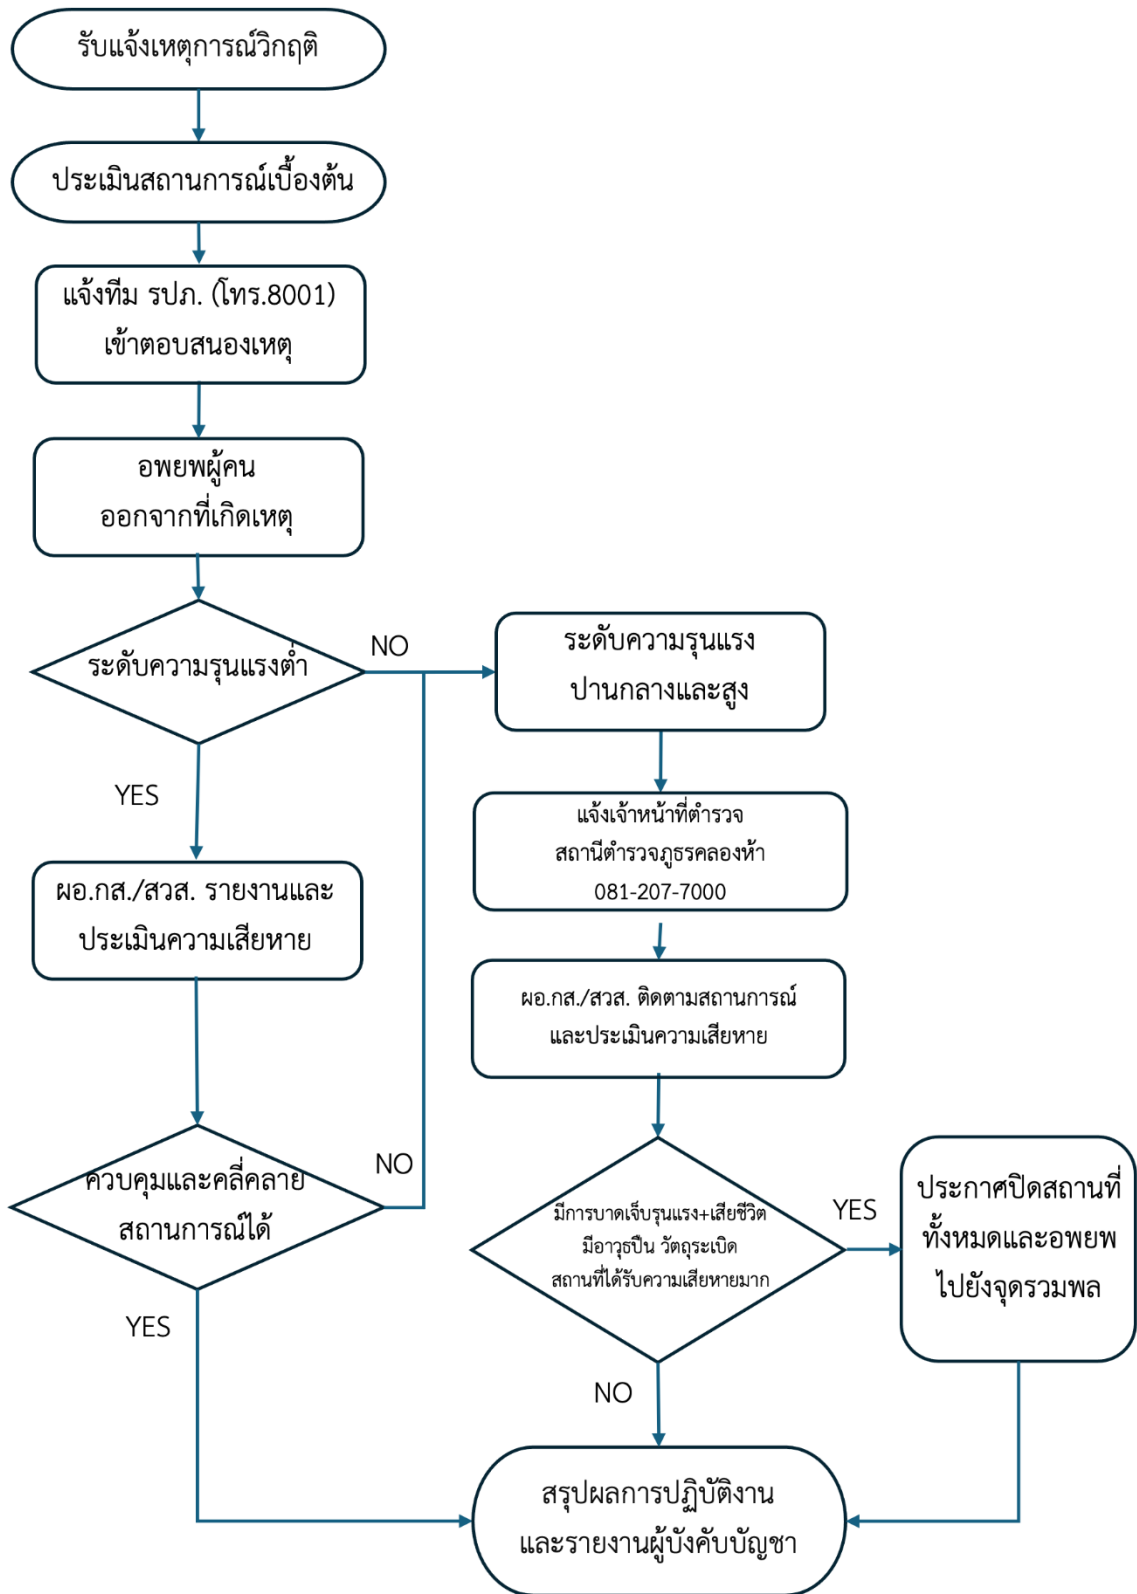 รับแจ้งเหตุการณ์วิกฤติ
ประเมินสถานการณ์เบื้องต้น
แจ้งทีม รปภ. (โทร.8001)
เข้าตอบสนองเหตุ
อพยพผู้คน
ออกจากที่เกิดเหตุ
ระดับความรุนแรงต่ำ
NO
ระดับความรุนแรง
ปานกลางและสูง
YES
แจ้งเจ้าหน้าที่ตำรวจ
สถานีตำรวจภูธรคลองห้า
081-207-7000
ผอ.กส./สวส. รายงานและ
ประเมินความเสียหาย
ผอ.กส./สวส. ติดตามสถานการณ์
และประเมินความเสียหาย
ควบคุมและคลี่คลาย
สถานการณ์ได้
NO
YES
มีการบาดเจ็บรุนแรง+เสียชีวิต
มีอาวุธปืน วัตถุระเบิด
สถานที่ได้รับความเสียหายมาก
YES
NO
ประกาศปิดสถานที่
ทั้งหมดและอพยพ
ไปยังจุดรวมพล
สรุปผลการปฏิบัติงาน
และรายงานผู้บังคับบัญชา